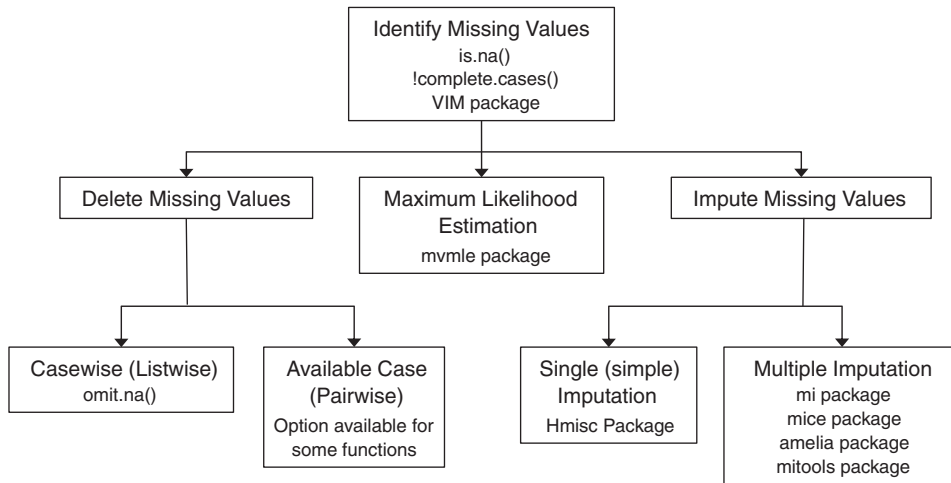 Identify Missing Values
is.na()
!complete.cases()
VIM package
Delete Missing Values
Maximum Likelihood
Estimation
mvmle package
Impute Missing Values
Casewise (Listwise)
omit.na()
Available Case
(Pairwise)
Option available for
some functions
Single (simple)
Imputation
Hmisc Package
Multiple Imputation
mi package
mice package
amelia package
mitools package